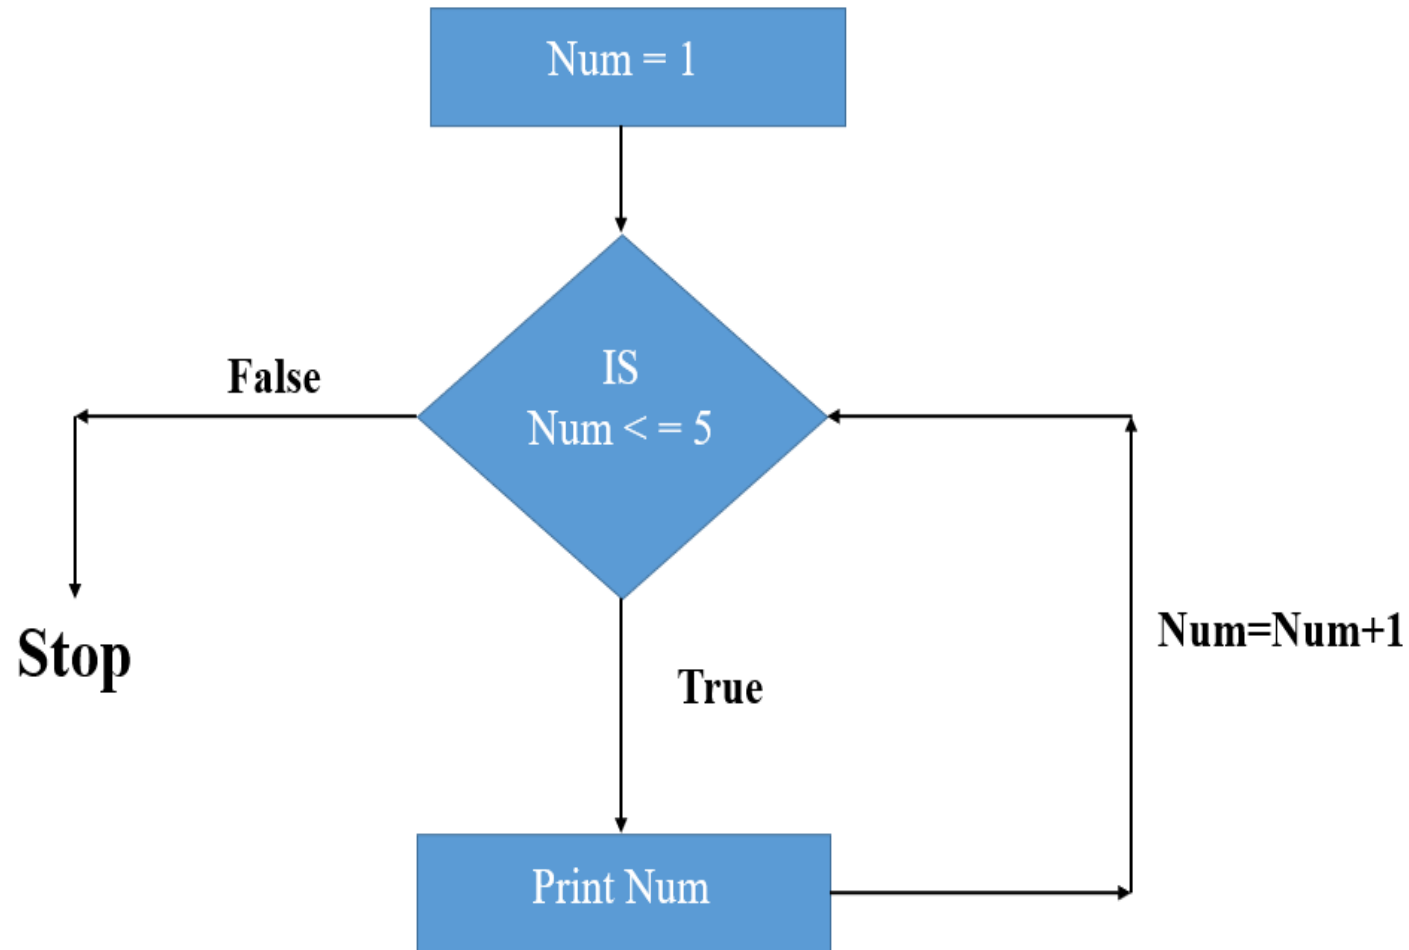 Num = 1
IS
Num < = 5
False
True
Stop
Num=Num+1
Print Num